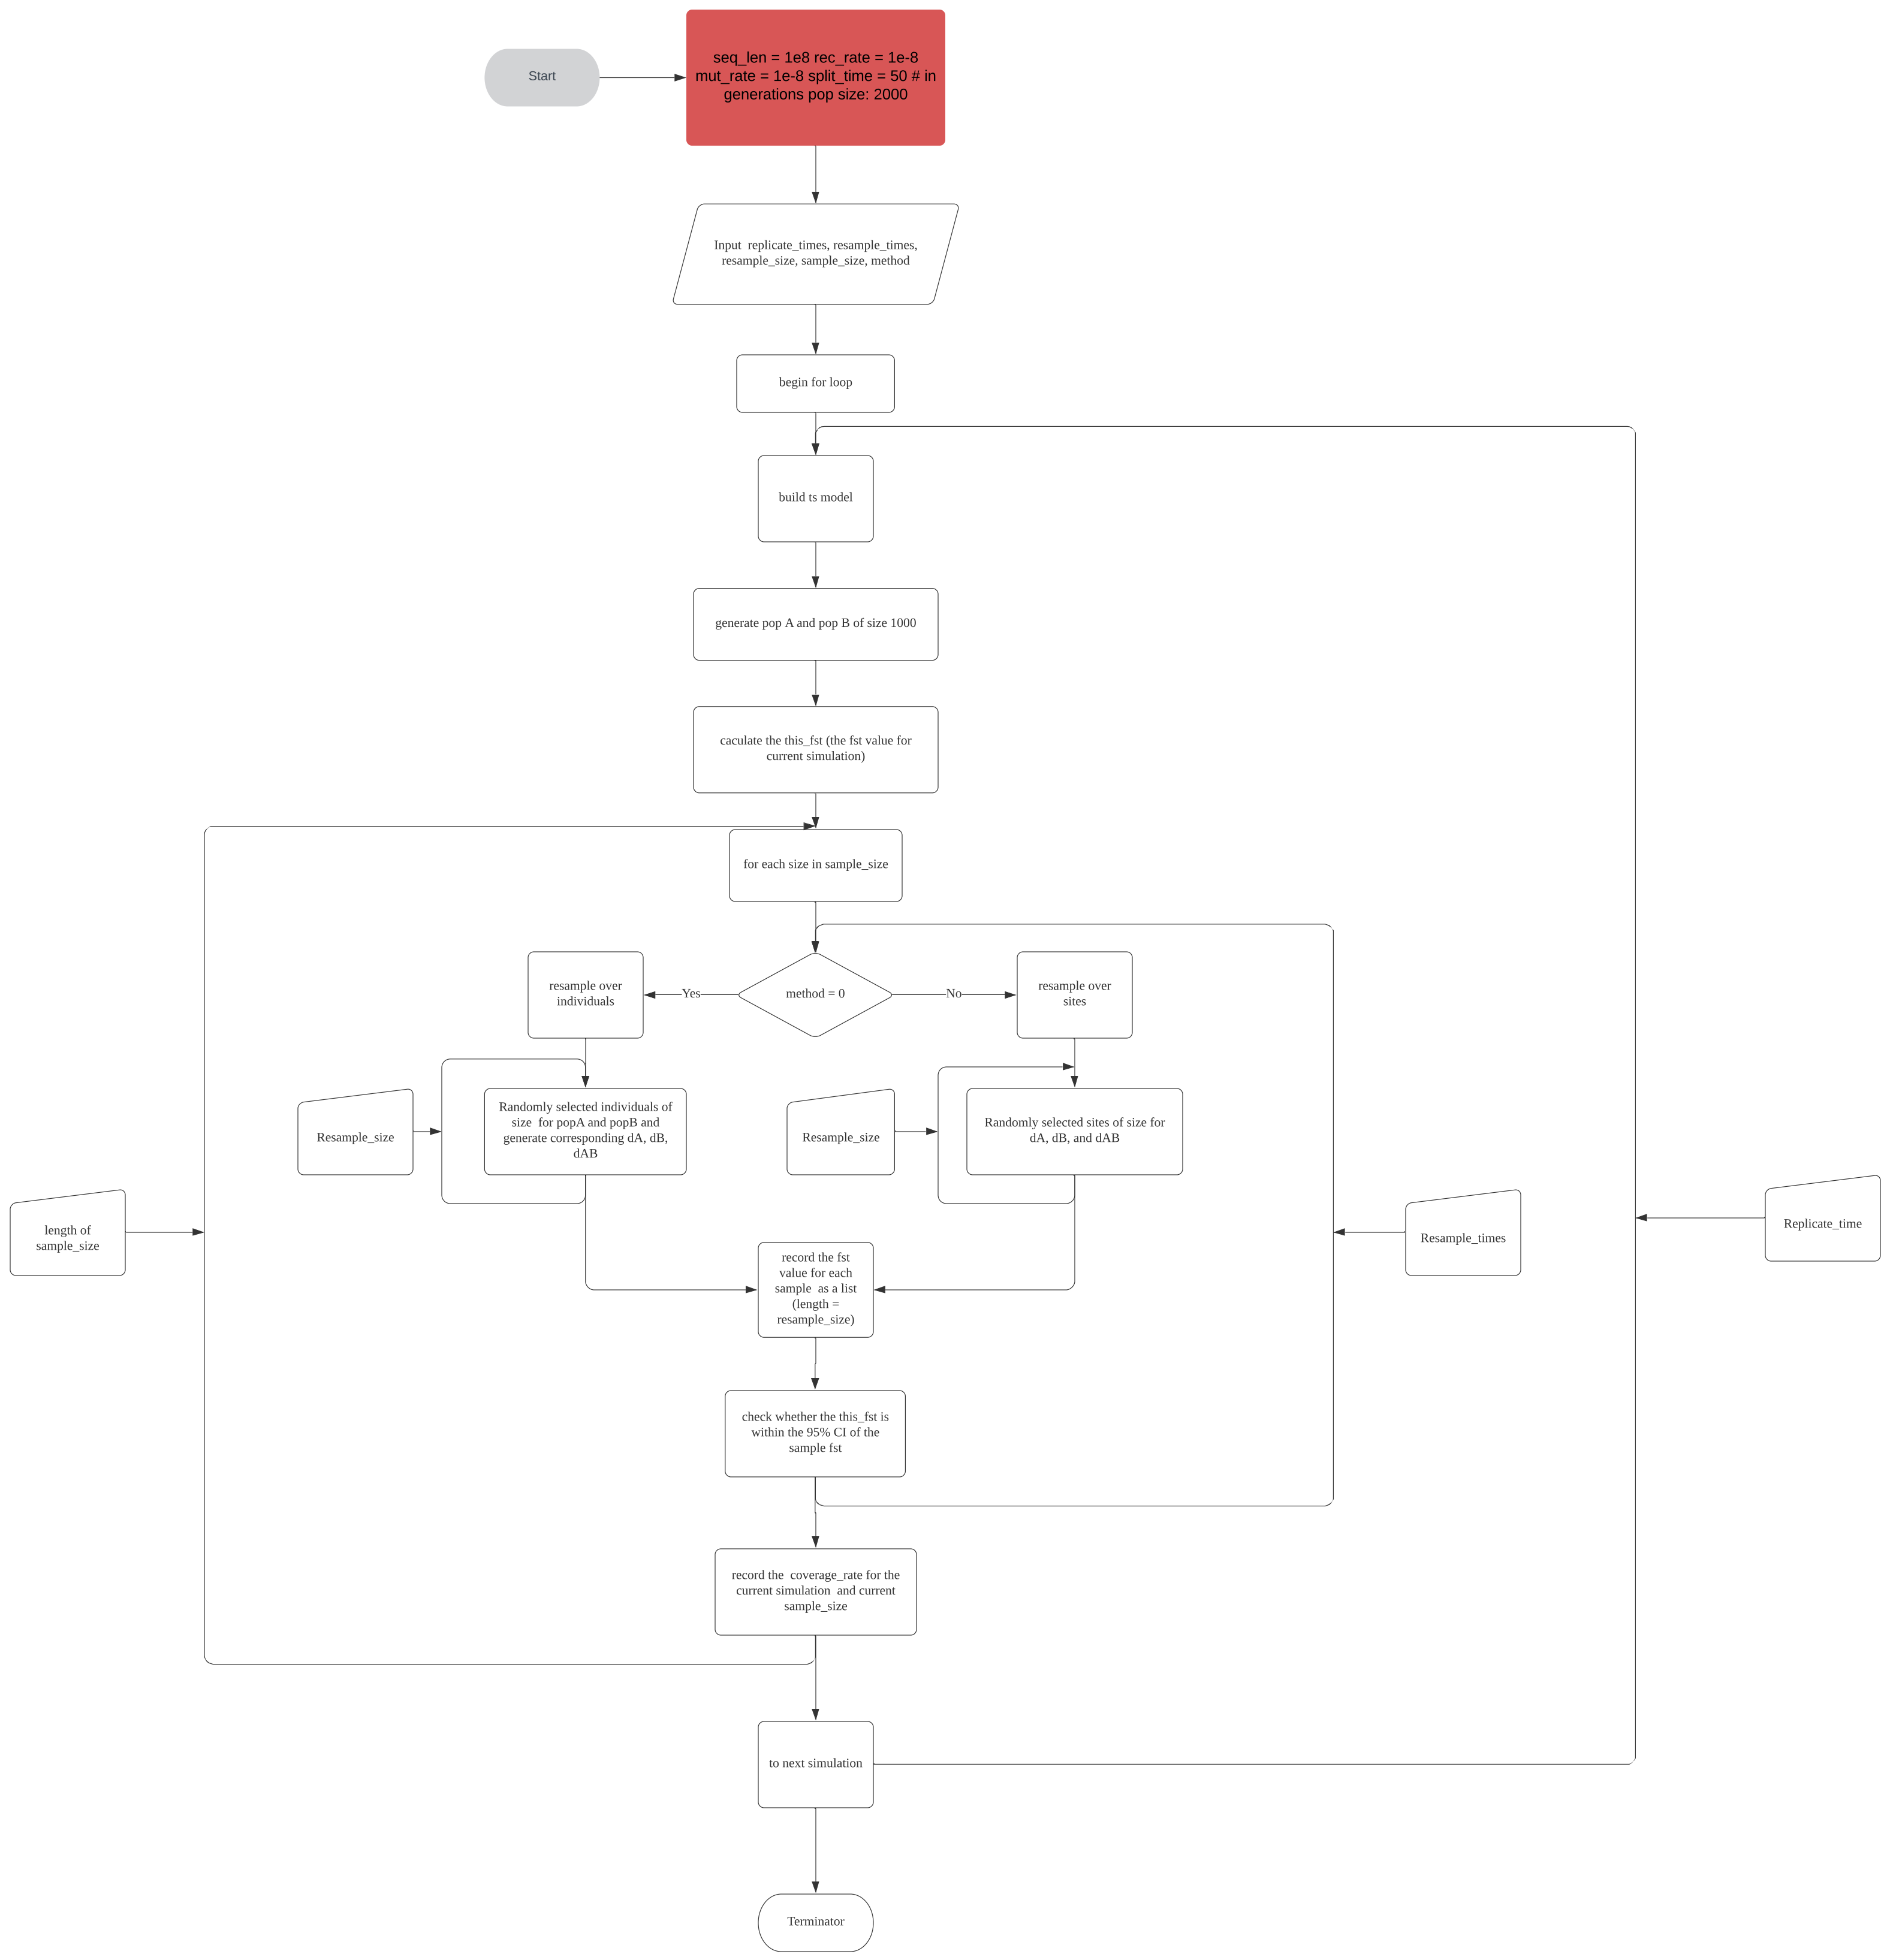 Start
seq_len = 1e8 rec_rate = 1e-8
mut_rate = 1e-8 split_time = 50 # in
generations pop size: 2000
Input  replicate_times, resample_times,
resample_size, sample_size, method
begin for loop
build ts model
generate pop A and pop B of size 1000
caculate the this_fst (the fst value for
current simulation)
for each size in sample_size
resample over
individuals
Yes
method = 0
No
resample over
sites
Resample_size
Randomly selected individuals of
size  for popA and popB and
generate corresponding dA, dB,
dAB
Resample_size
Randomly selected sites of size for
dA, dB, and dAB
length of
sample_size
Resample_times
Replicate_time
record the fst
value for each
sample  as a list
(length =
resample_size)
check whether the this_fst is
within the 95% CI of the
sample fst
record the  coverage_rate for the
current simulation  and current
sample_size
to next simulation
Terminator